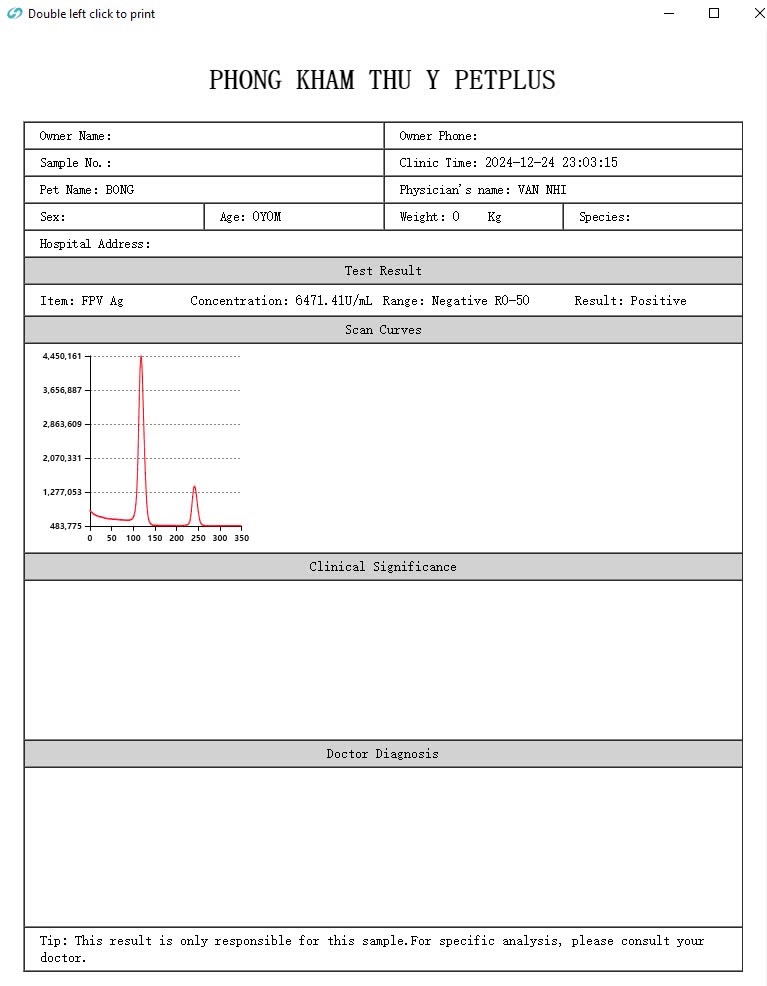 Double left click to print
PHONG KHAM THU Y PETPLUS
Owner Name:
Owner Phone:
Sample No.:
Clinic Time: 2024-12-24 23:03:15
Pet Name: BONG
Physician's name: VAN NHI
Sex:
Age: 0Y0M
Weight: 0 Kg
Species:
Hospital Address:
Test Result
Item: FPV Ag Concentration: 6471.41U/mL Range: Negative R0-50 Result: Positive
Scan Curves
4,450,161
3,656,887
2,863,609
2,070,331
1,277,053
483,775
0 50 100 150 200 250 300 350
Clinical Significance
Doctor Diagnosis
Tip: This result is only responsible for this sample.For specific analysis, please consult your
doctor.